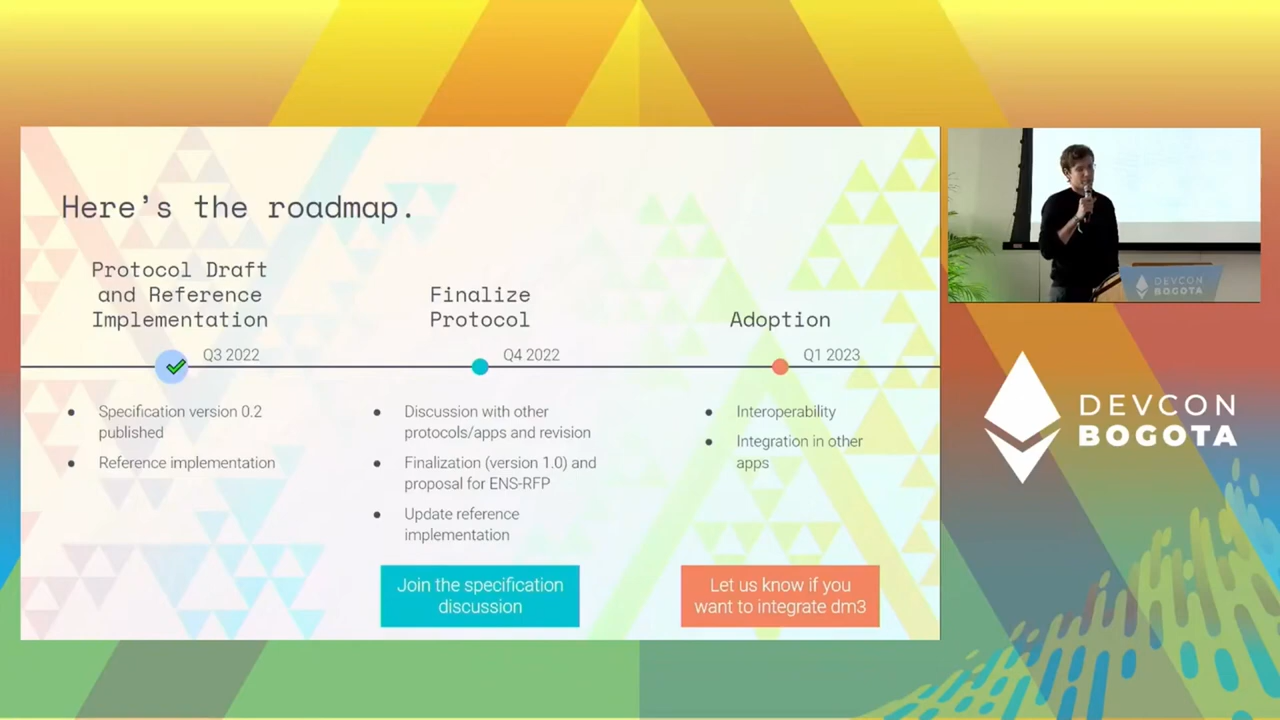 Here's the roadmap.
Protocol Draft
and Reference
Implementation
Q3 2022
Specification version 0.2
published
Reference implementation
Finalize
Protocol
Q4 2022
Discussion with other
protocols/apps and revision
Finalization (version 1.0) and
proposal for ENS-RFP
Update reference
implementation
Join the specification
discussion
Adoption
Q1 2023
Interoperability
Integration in other
apps
Let us know if you
want to integrate dm3
DEVCON
BOGOTA
DEVCON
BOGOTA